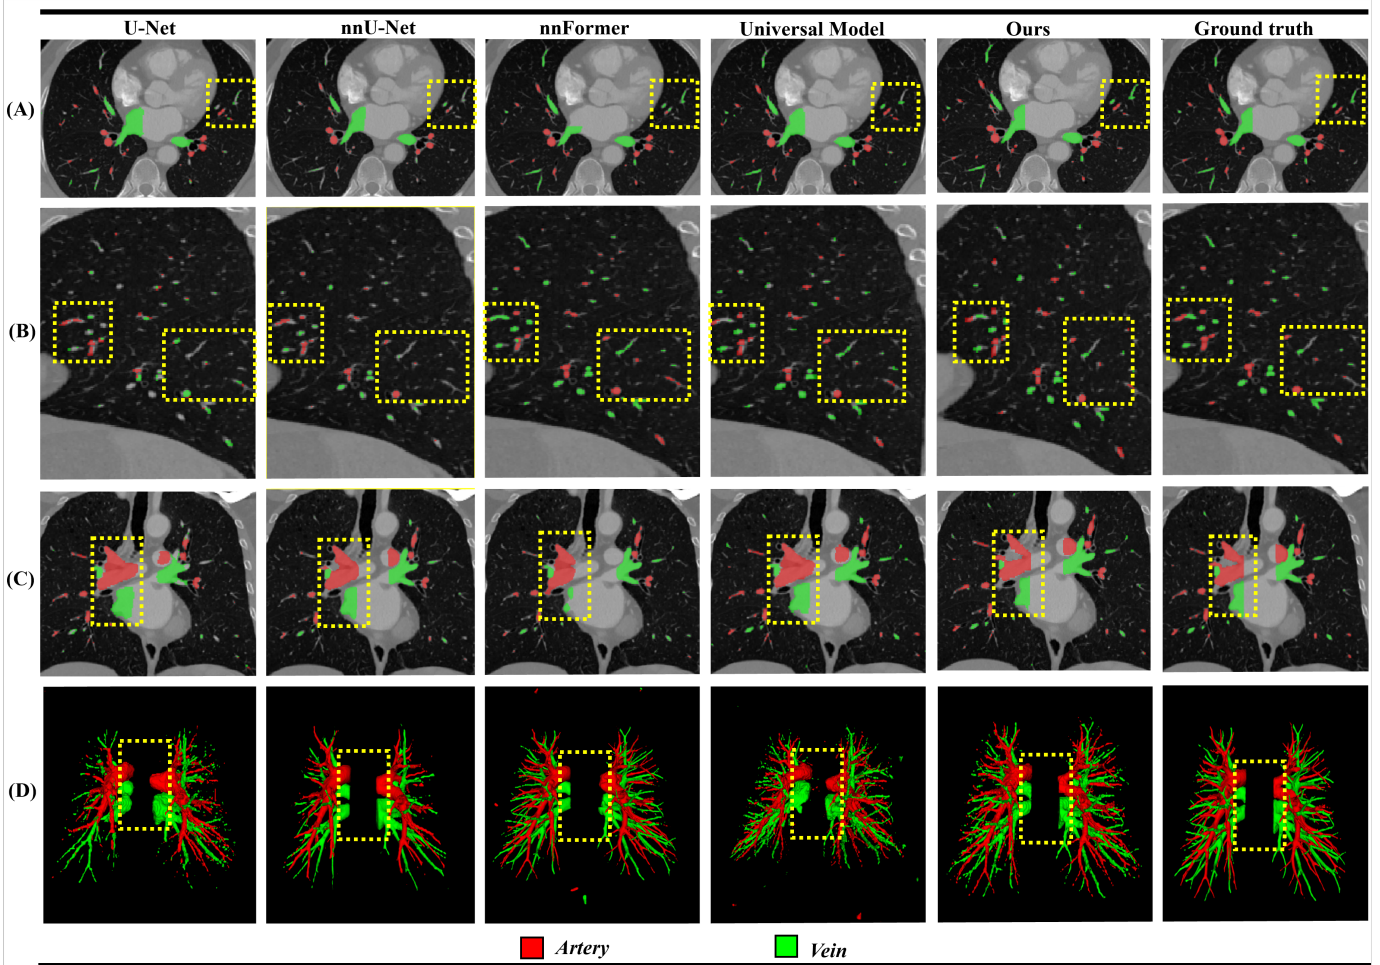 U-Net nnU-Net nnFormer Universal Model Ours Ground truth
(A)
(B)
(C)
(D)
Artery Vein